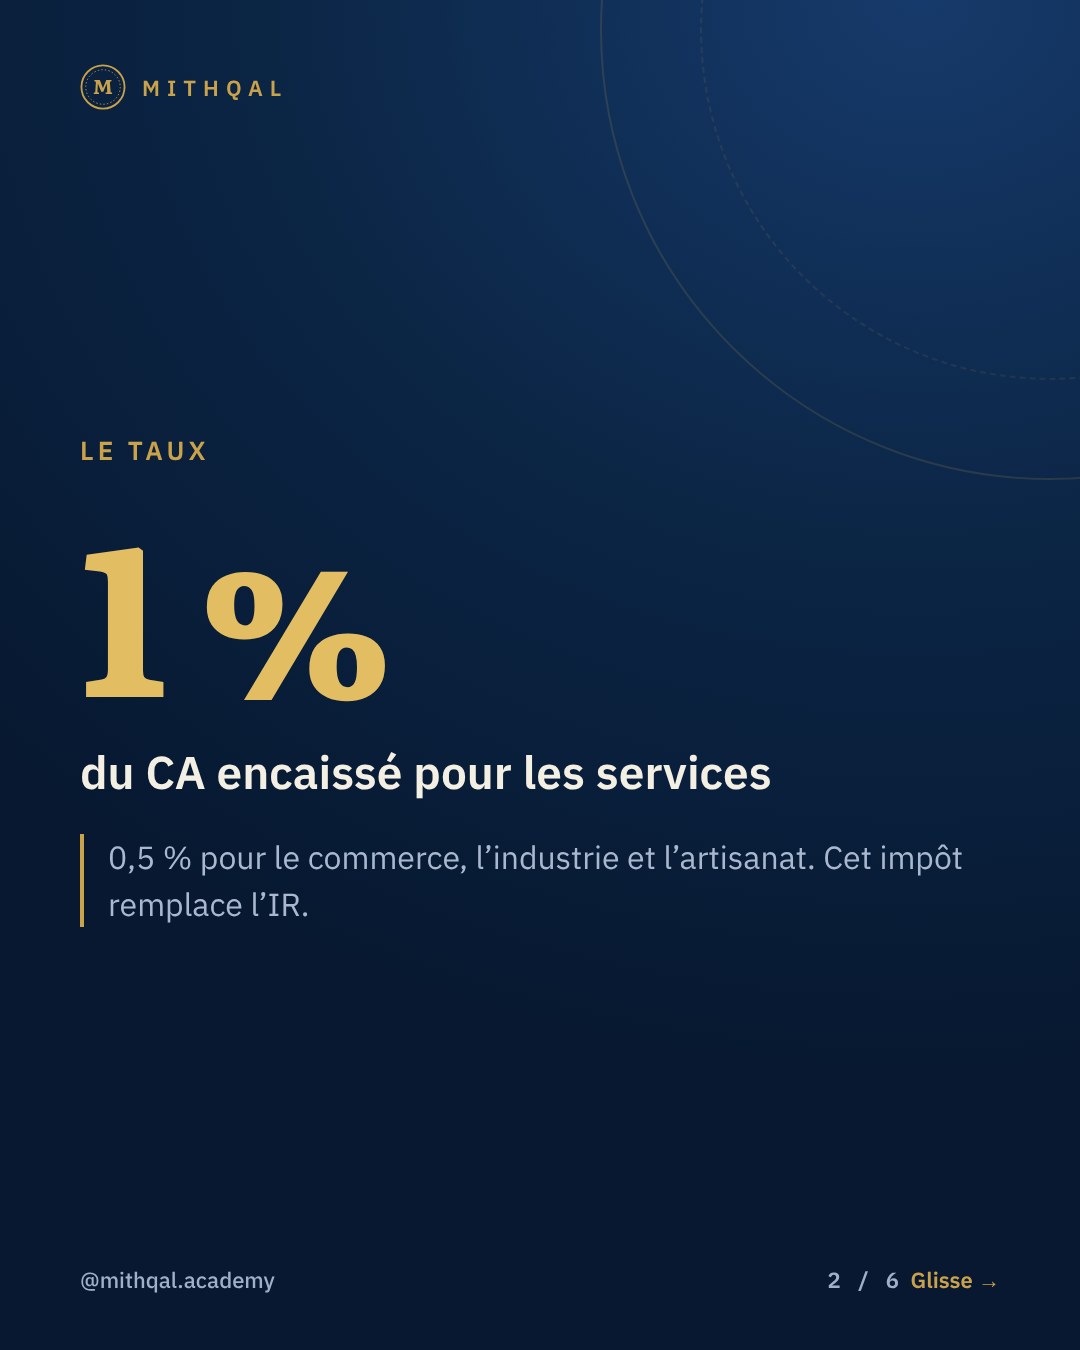 M MITHQAL
LE TAUX
1 %
du CA encaissé pour les services
0,5 % pour le commerce, l’industrie et l’artisanat. Cet impôt
remplace l’IR.
@mithqal.academy
2 / 6 Glisse →